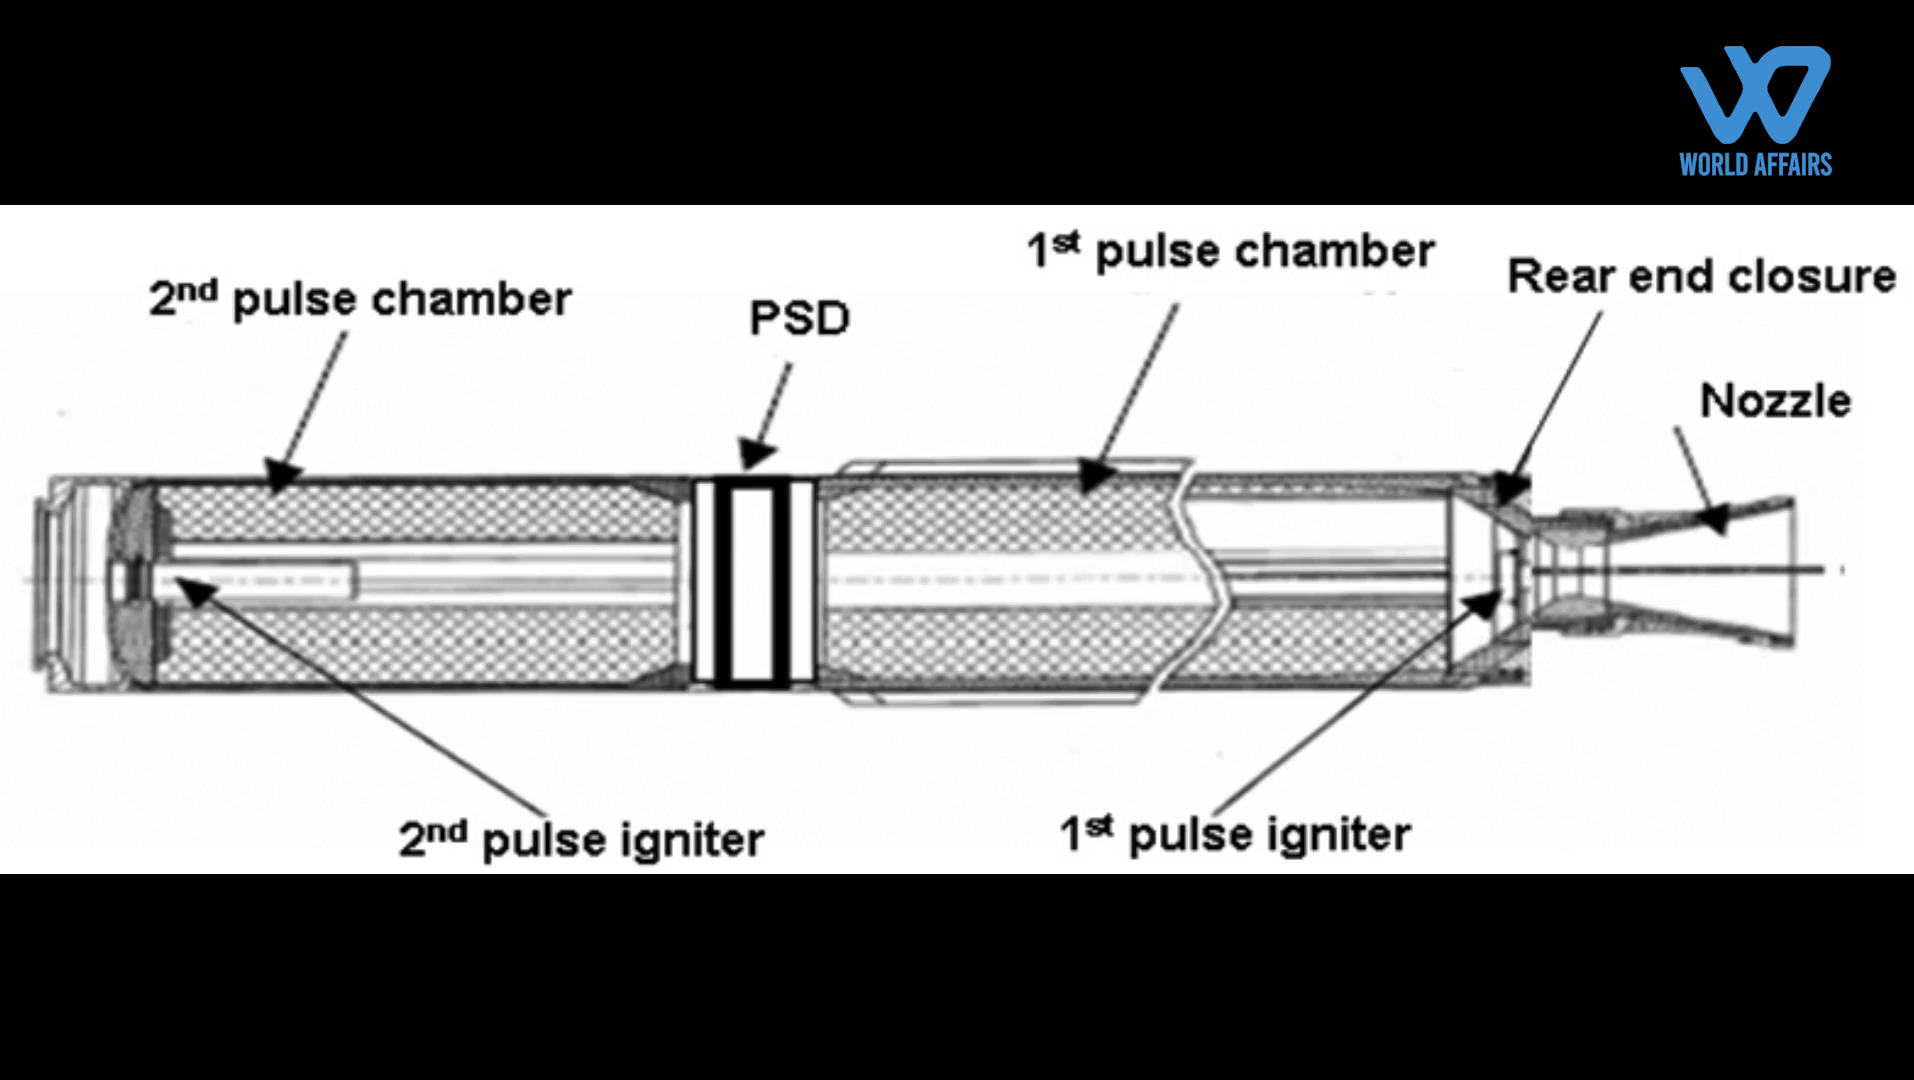 WORLD AFFAIRS
1st pulse chamber
Rear end closure
2nd pulse chamber
PSD
Nozzle
2nd pulse igniter
1st pulse igniter